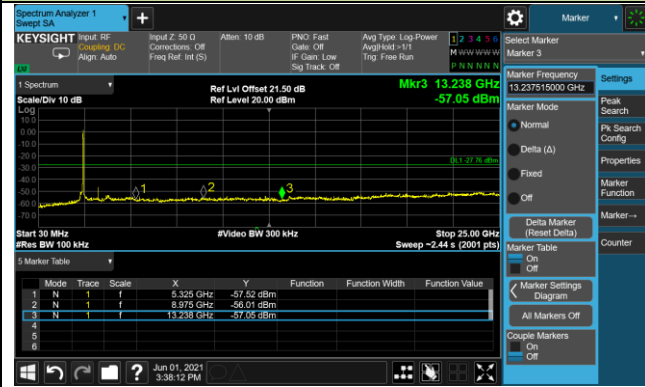 Spectrum Analyzer 1
Swept SA
Marker
KEYSIGHT
Input: RF
Coupling: DC
Align: Auto
Input Z: 50 Ω
Corrections: Off
Freq Ref: Int (S)
Atten: 10 dB
PNO: Fast
Gate: Off
IF Gain: Low
Sig Track: Off
Avg Type: Log-Power
Avg|Hold:>1/1
Trig: Free Run
1 2 3 4 5 6
M W W W W W
P N N N N N
Select Marker
Marker 3
1 Spectrum
Scale/Div 10 dB
Log
Ref Lvl Offset 21.50 dB
Ref Level 20.00 dBm
Mkr3 13.238 GHz
-57.05 dBm
10.0
0.00
-10.0
-20.0
-30.0
-40.0
-50.0
-60.0
-70.0
DL1 -27.76 dBm
1
2
3
Start 30 MHz
#Res BW 100 kHz
#Video BW 300 kHz
Stop 25.00 GHz
Sweep ~2.44 s (2001 pts)
5 Marker Table
Mode Trace Scale X Y Function Function Width Function Value
1 N 1 f 5.325 GHz -57.52 dBm
2 N 1 f 8.975 GHz -56.01 dBm
3 N 1 f 13.238 GHz -57.05 dBm
4
5
6
Jun 01, 2021
3:38:12 PM
Marker Frequency
13.237515000 GHz
Marker Mode
Normal
Delta (Δ)
Fixed
Off
Delta Marker
(Reset Delta)
Marker Table
On
Off
Marker Settings
Diagram
All Markers Off
Couple Markers
On
Off
Settings
Peak
Search
Pk Search
Config
Properties
Marker
Function
Marker→
Counter